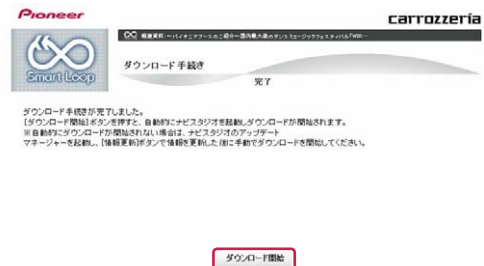 Pioneer
carrozzeria
Smart Loop
ダウンロード手続き
完了
ダウンロード手続きが完了しました。
[ダウンロード開始]ボタンを押すと、自動的にナビスタジオを起動しダウンロードが開始されます。
※自動的にダウンロードが開始されない場合は、ナビスタジオのアップデート
マネージャーを起動し、[情報更新]ボタンで情報を更新した後に手動でダウンロードを開始してください。
ダウンロード開始